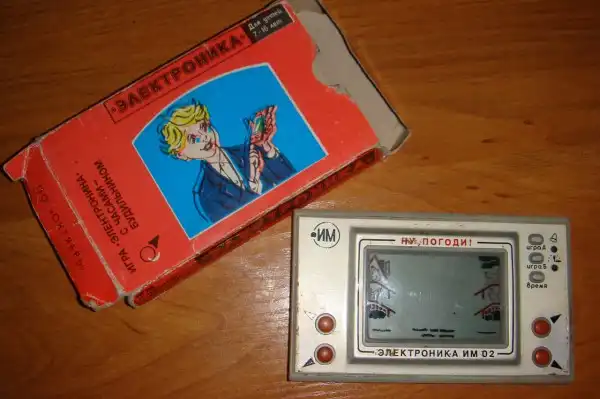 Для детей
7-10 лет
•ЭЛЕКТРОНИКА•
ИГРА «ЭЛЕКТРОНИКА»
С ЧАСАМИ–
БУДИЛЬНИКОМ
•ИМ
НУ, ПОГОДИ!
игра А
игра Б
время
ЭЛЕКТРОНИКА ИМ 02